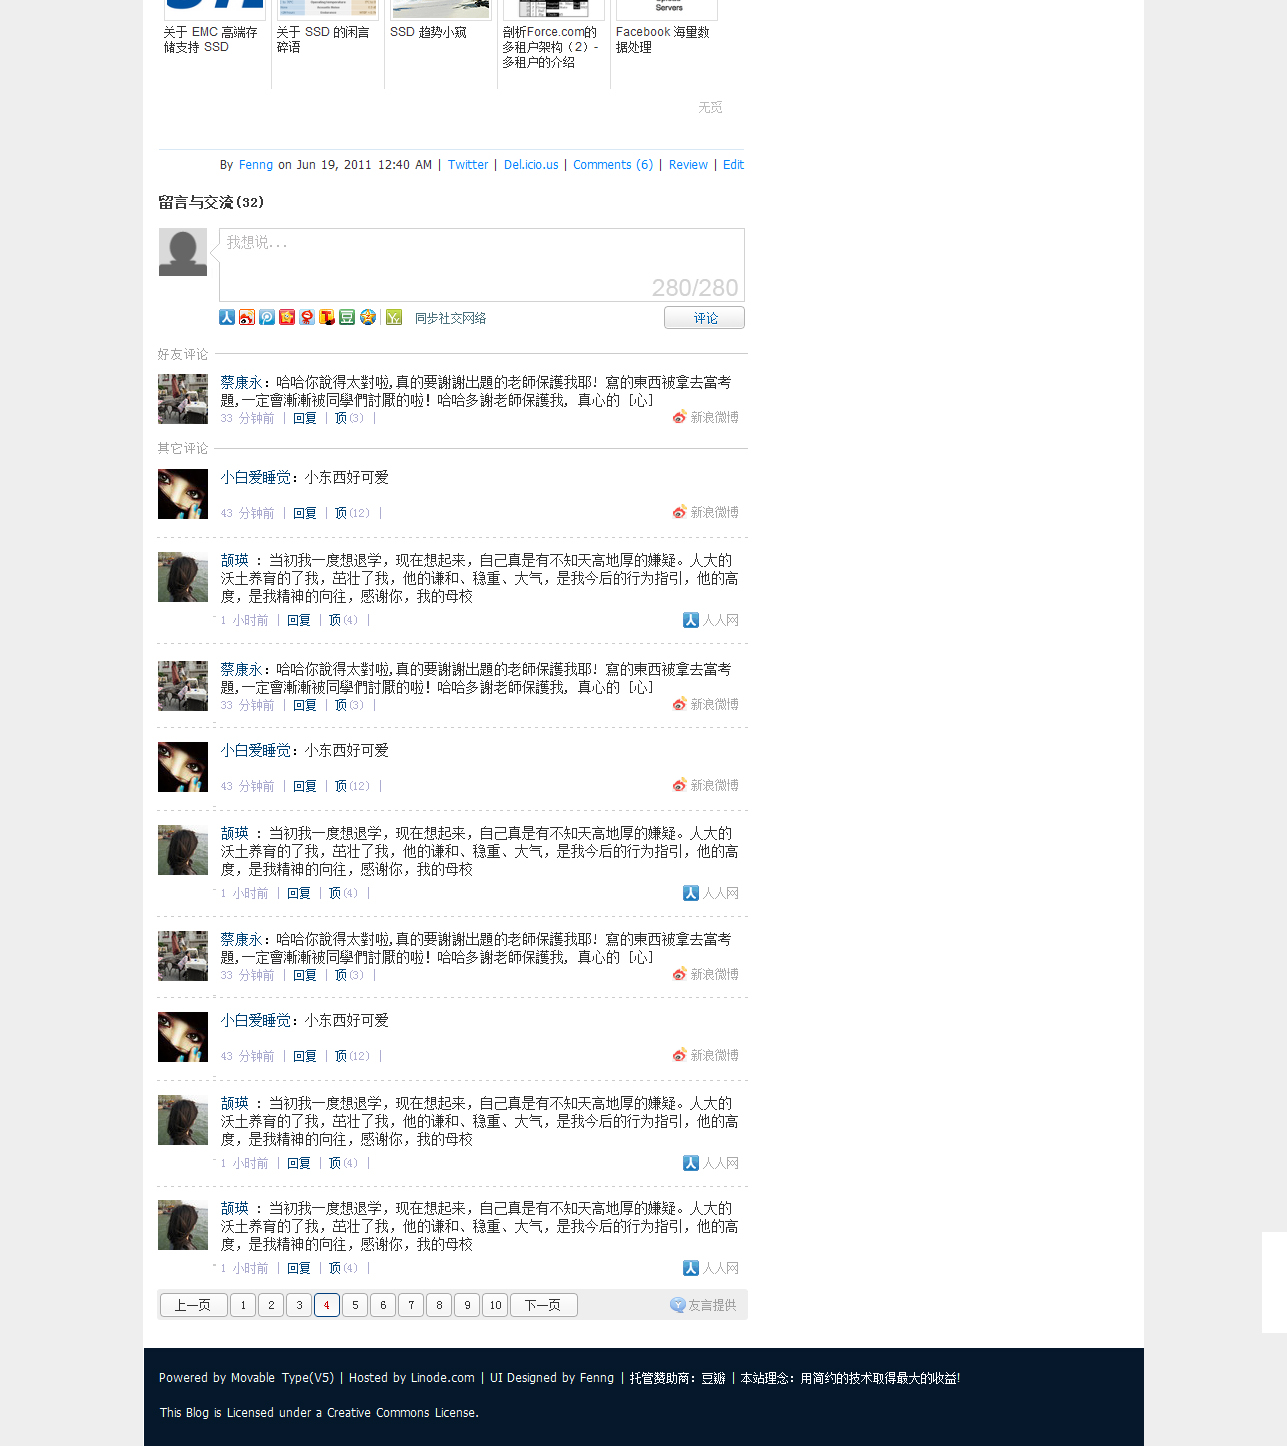 Servers
关于 EMC 高端存
储支持 SSD
关于 SSD 的闲言
碎语
SSD 趋势小窥
剖析Force.com的
多租户架构（2）-
多租户的介绍
Facebook 海量数
据处理
无觅
By Fenng on Jun 19, 2011 12:40 AM | Twitter | Del.icio.us | Comments (6) | Review | Edit
留言与交流(32)
我想说...
280/280
同步社交网络
评论
好友评论
蔡康永：哈哈你說得太對啦,真的要謝謝出題的老師保護我耶! 寫的東西被拿去當考
題,一定會漸漸被同學們討厭的啦! 哈哈多謝老師保護我, 真心的 [心]
33 分钟前 | 回复 | 顶(3) |
新浪微博
其它评论
小白爱睡觉：小东西好可爱
43 分钟前 | 回复 | 顶(12) |
新浪微博
颉瑛 : 当初我一度想退学，现在想起来，自己真是有不知天高地厚的嫌疑。人大的
沃土养育的了我，茁壮了我，他的谦和、稳重、大气，是我今后的行为指引，他的高
度，是我精神的向往，感谢你，我的母校
1 小时前 | 回复 | 顶(4) |
人人网
蔡康永：哈哈你說得太對啦,真的要謝謝出題的老師保護我耶! 寫的東西被拿去當考
題,一定會漸漸被同學們討厭的啦! 哈哈多謝老師保護我, 真心的 [心]
33 分钟前 | 回复 | 顶(3) |
新浪微博
小白爱睡觉：小东西好可爱
43 分钟前 | 回复 | 顶(12) |
新浪微博
颉瑛 : 当初我一度想退学，现在想起来，自己真是有不知天高地厚的嫌疑。人大的
沃土养育的了我，茁壮了我，他的谦和、稳重、大气，是我今后的行为指引，他的高
度，是我精神的向往，感谢你，我的母校
1 小时前 | 回复 | 顶(4) |
人人网
蔡康永：哈哈你說得太對啦,真的要謝謝出題的老師保護我耶! 寫的東西被拿去當考
題,一定會漸漸被同學們討厭的啦! 哈哈多謝老師保護我, 真心的 [心]
33 分钟前 | 回复 | 顶(3) |
新浪微博
小白爱睡觉：小东西好可爱
43 分钟前 | 回复 | 顶(12) |
新浪微博
颉瑛 : 当初我一度想退学，现在想起来，自己真是有不知天高地厚的嫌疑。人大的
沃土养育的了我，茁壮了我，他的谦和、稳重、大气，是我今后的行为指引，他的高
度，是我精神的向往，感谢你，我的母校
1 小时前 | 回复 | 顶(4) |
人人网
颉瑛 : 当初我一度想退学，现在想起来，自己真是有不知天高地厚的嫌疑。人大的
沃土养育的了我，茁壮了我，他的谦和、稳重、大气，是我今后的行为指引，他的高
度，是我精神的向往，感谢你，我的母校
1 小时前 | 回复 | 顶(4) |
人人网
上一页 1 2 3 4 5 6 7 8 9 10 下一页
友言提供
Powered by Movable Type(V5) | Hosted by Linode.com | UI Designed by Fenng | 托管赞助商：豆瓣 | 本站理念：用简约的技术取得最大的收益!
This Blog is Licensed under a Creative Commons License.